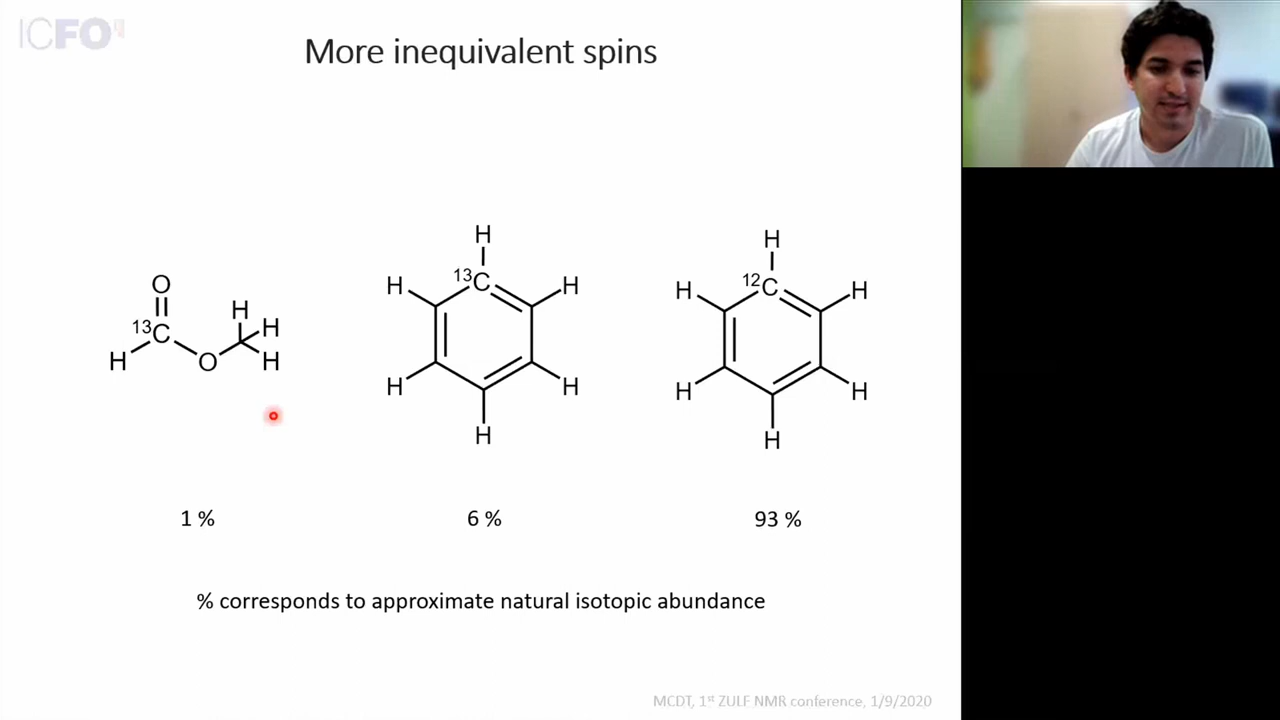 ICFO
More inequivalent spins
O
13C
H
O
H
H
H
H
13C
H
H
H
H
H
H
12C
H
H
H
H
H
1 %
6 %
93 %
% corresponds to approximate natural isotopic abundance
MCDT, 1st ZULF NMR conference, 1/9/2020